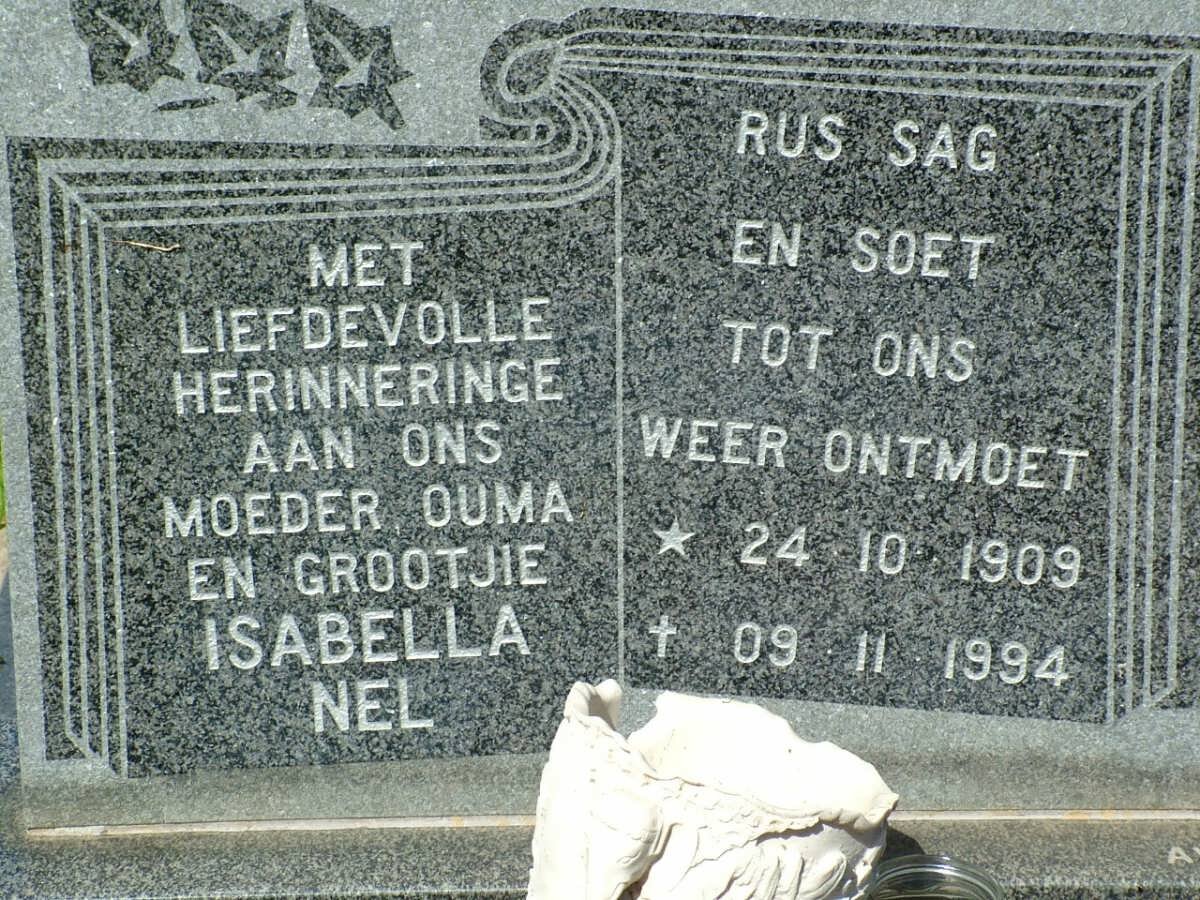 MET
LIEFDEVOLLE
HERINNERINGE
AAN ONS
MOEDER, OUMA
EN GROOTJIE
ISABELLA
NEL
RUS SAG
EN SOET
TOT ONS
WEER ONTMOET
★ 24 10 1909
✝ 09 11 1994